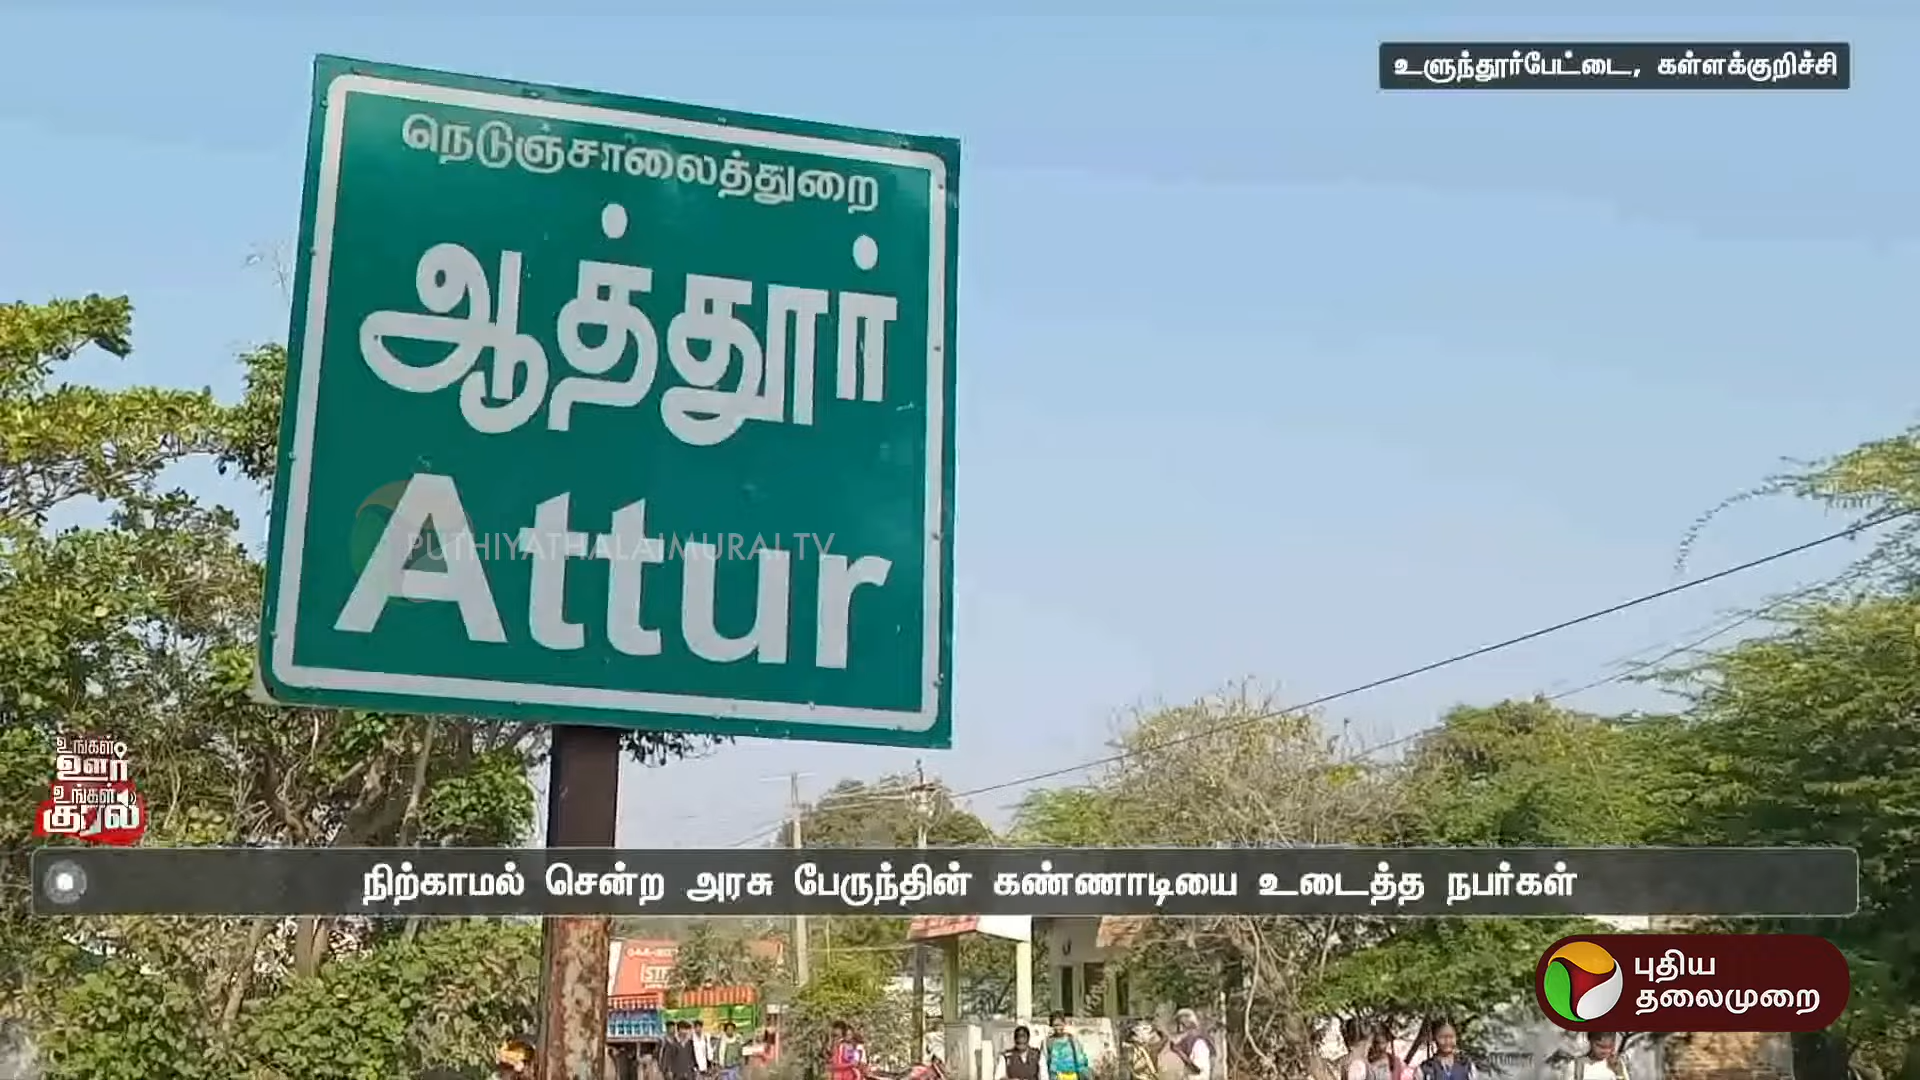 உளுந்தூர்பேட்டை, கள்ளக்குறிச்சி
நெடுஞ்சாலைத்துறை
ஆத்தூர்
Attur
PUTHIYATHALAIMURAI TV
உங்கள்
ஊர்
உங்கள்
குரல்
நிற்காமல் சென்ற அரசு பேருந்தின் கண்ணாடியை உடைத்த நபர்கள்
புதிய
தலைமுறை